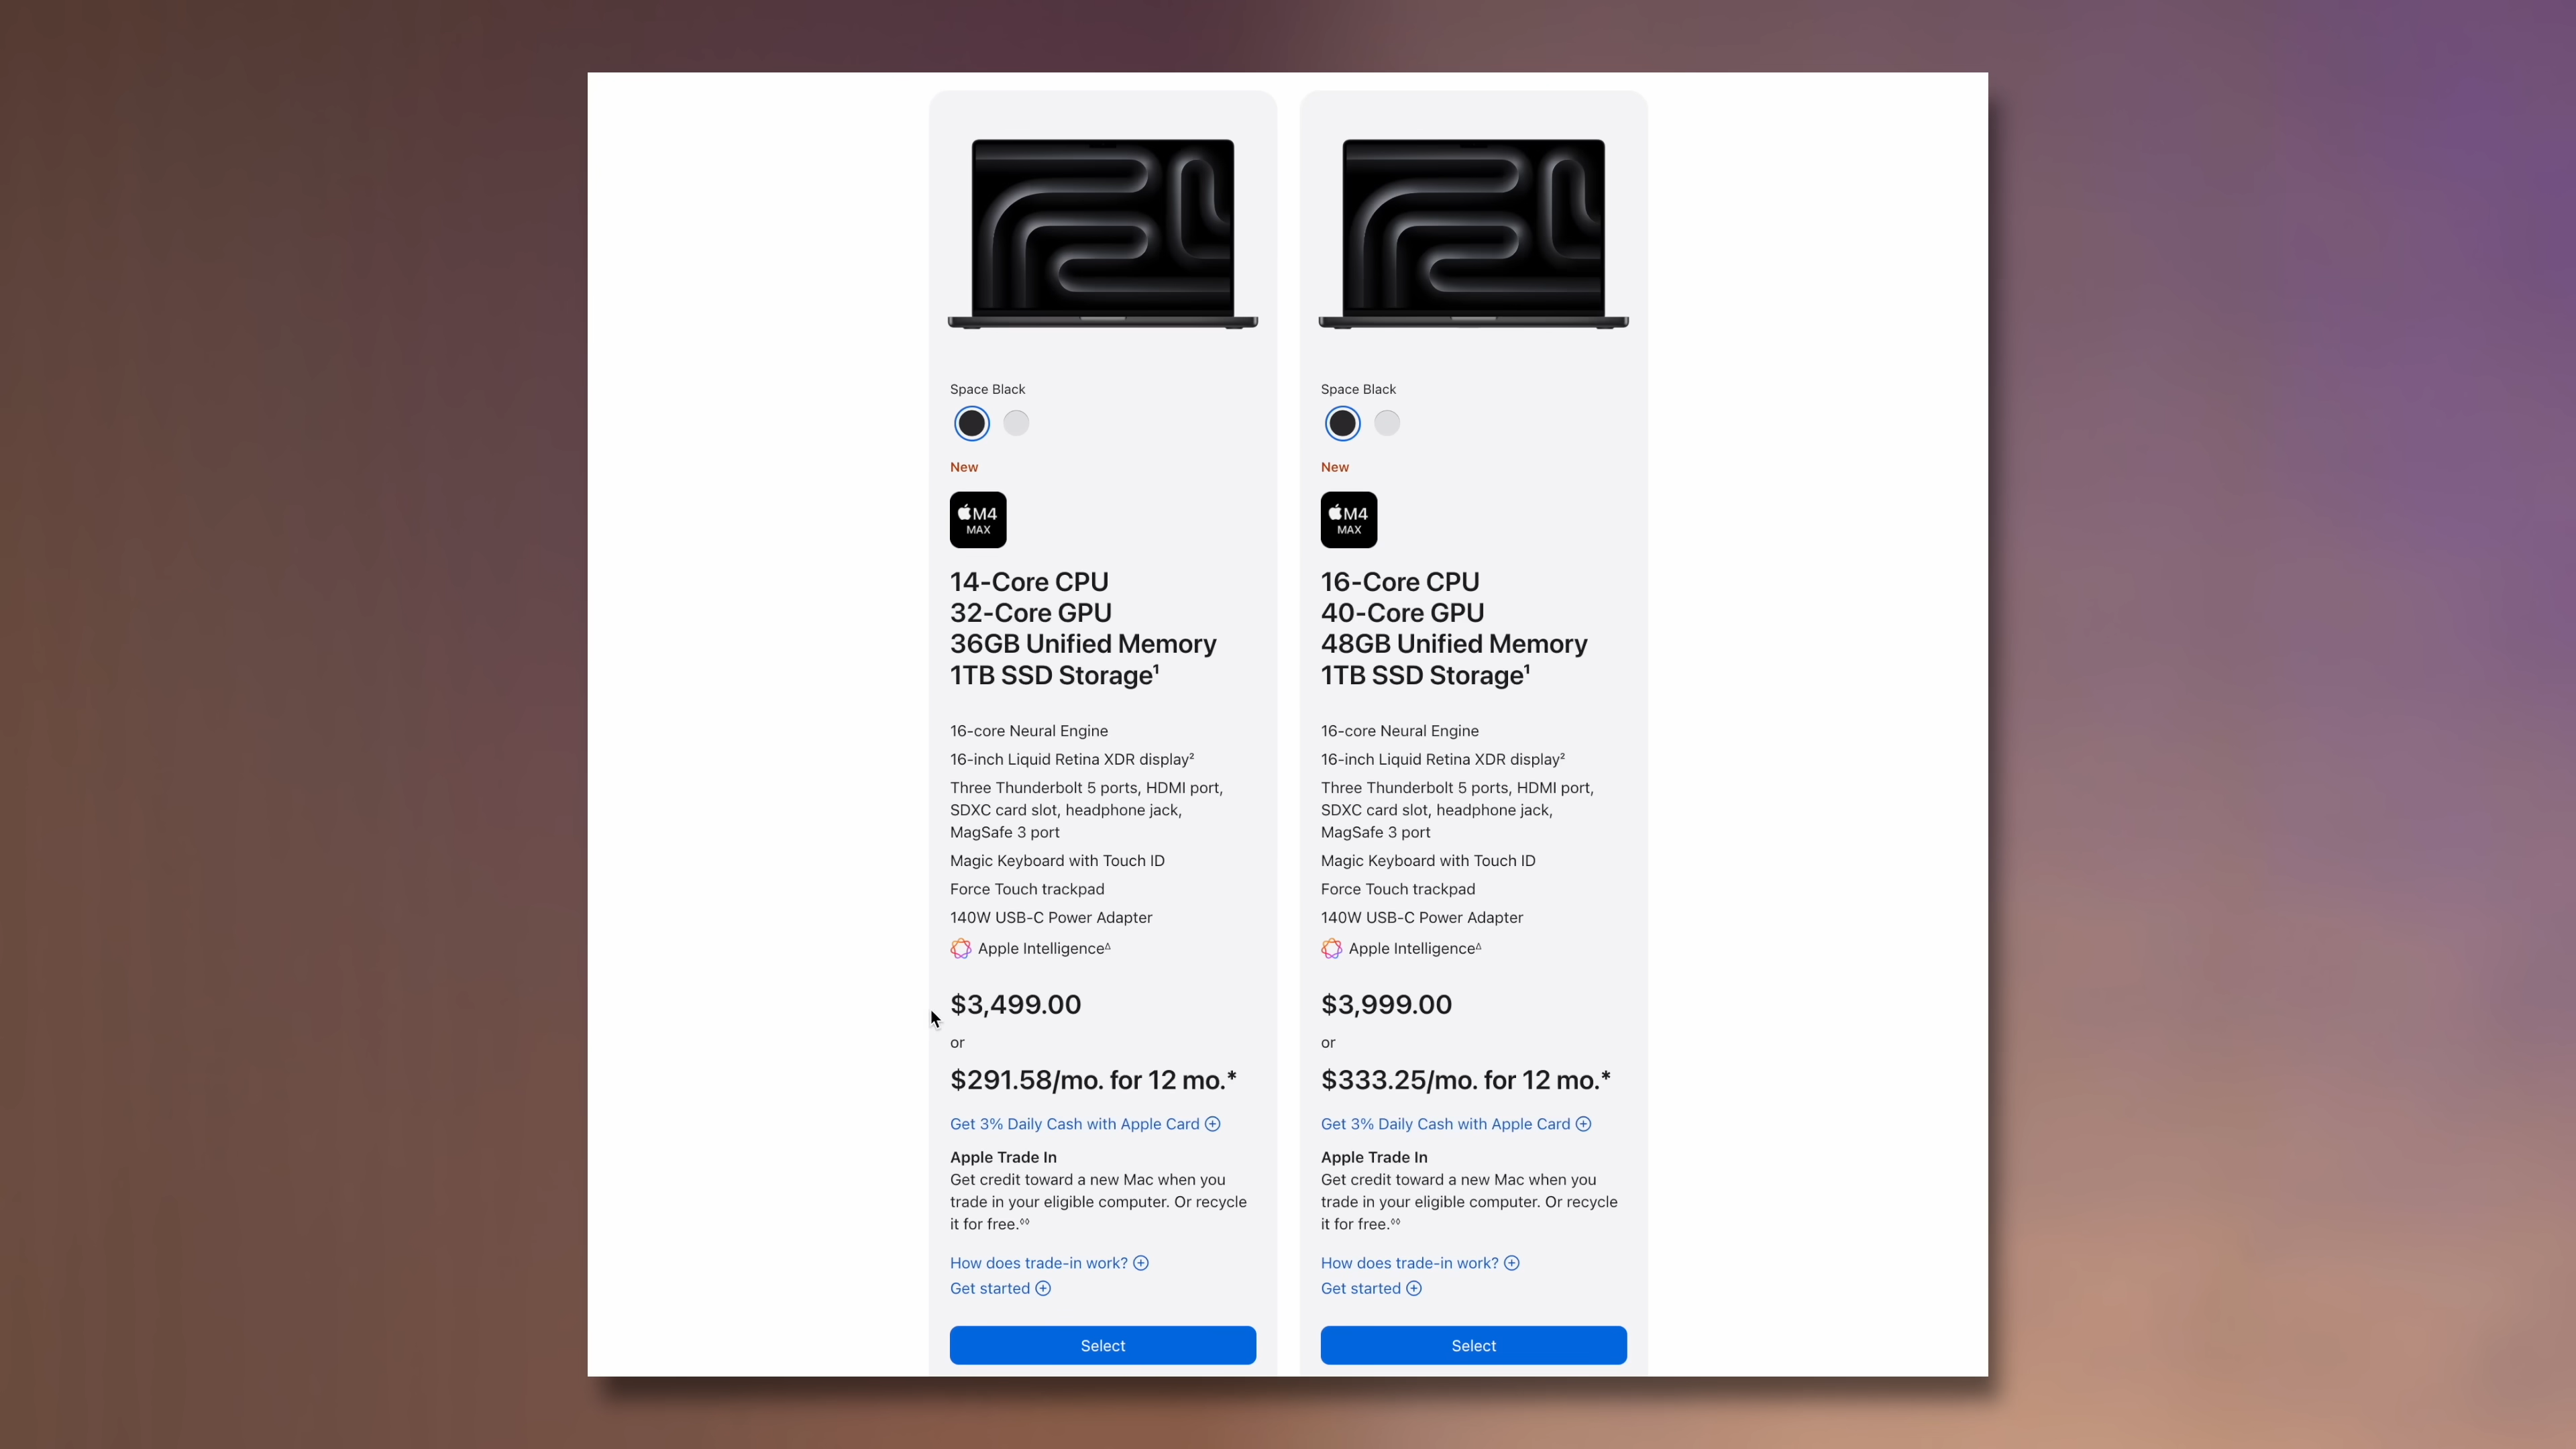 Space Black
New
M4
MAX
14-Core CPU
32-Core GPU
36GB Unified Memory
1TB SSD Storage¹
16-core Neural Engine
16-inch Liquid Retina XDR display²
Three Thunderbolt 5 ports, HDMI port,
SDXC card slot, headphone jack,
MagSafe 3 port
Magic Keyboard with Touch ID
Force Touch trackpad
140W USB-C Power Adapter
Apple Intelligence∆
$3,499.00
or
$291.58/mo. for 12 mo.*
Get 3% Daily Cash with Apple Card
Apple Trade In
Get credit toward a new Mac when you
trade in your eligible computer. Or recycle
it for free.◊◊
How does trade-in work?
Get started
Select
Space Black
New
M4
MAX
16-Core CPU
40-Core GPU
48GB Unified Memory
1TB SSD Storage¹
16-core Neural Engine
16-inch Liquid Retina XDR display²
Three Thunderbolt 5 ports, HDMI port,
SDXC card slot, headphone jack,
MagSafe 3 port
Magic Keyboard with Touch ID
Force Touch trackpad
140W USB-C Power Adapter
Apple Intelligence∆
$3,999.00
or
$333.25/mo. for 12 mo.*
Get 3% Daily Cash with Apple Card
Apple Trade In
Get credit toward a new Mac when you
trade in your eligible computer. Or recycle
it for free.◊◊
How does trade-in work?
Get started
Select